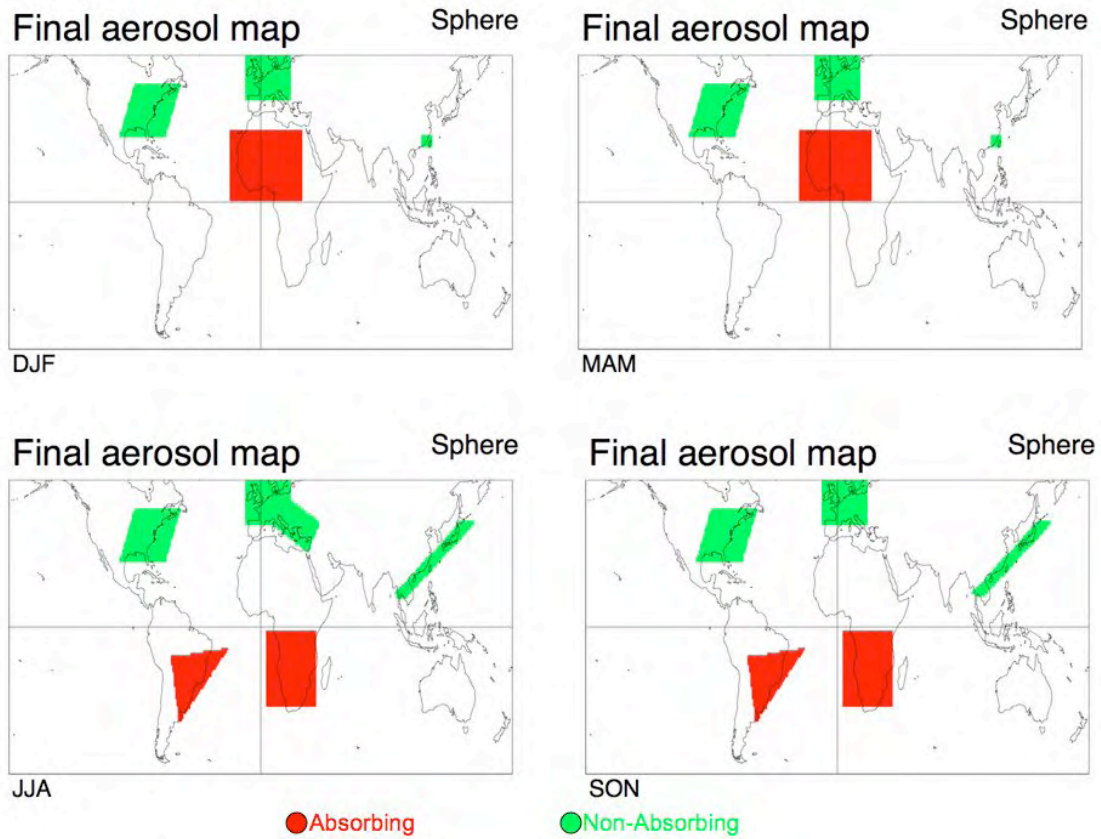 Final aerosol map Sphere
DJF
Final aerosol map Sphere
MAM
Final aerosol map Sphere
JJA
Final aerosol map Sphere
SON
Absorbing Non-Absorbing